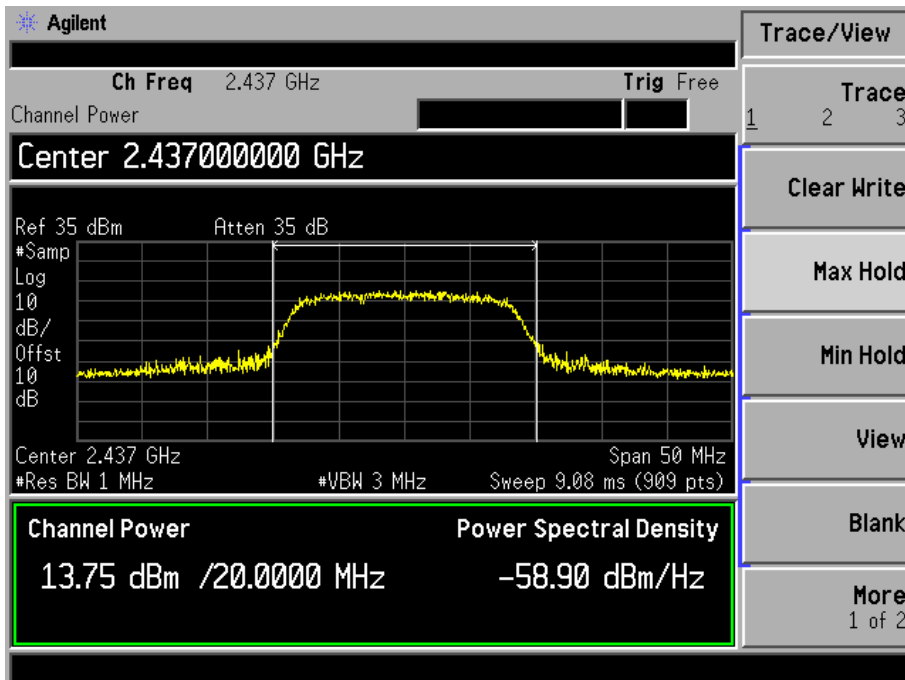 Agilent
Trace/View
Ch Freq 2.437 GHz Trig Free
Channel Power
Trace
1 2 3
Center 2.437000000 GHz
Clear Write
Ref 35 dBm Atten 35 dB
#Samp
Log
10
dB/
Offst
10
dB
Max Hold
Min Hold
View
Center 2.437 GHz Span 50 MHz
#Res BW 1 MHz #VBW 3 MHz Sweep 9.08 ms (909 pts)
Channel Power Power Spectral Density
13.75 dBm /20.0000 MHz -58.90 dBm/Hz
Blank
More
1 of 2